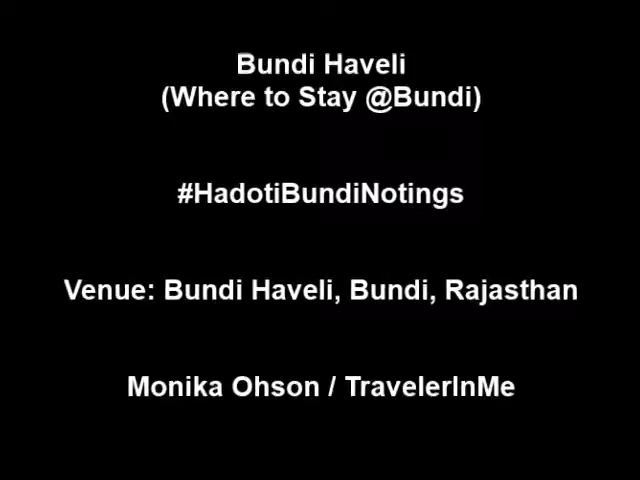 Bundi Haveli
(Where to Stay @Bundi)
#HadotiBundiNotings
Venue: Bundi Haveli, Bundi, Rajasthan
Monika Ohson / TravelerInMe